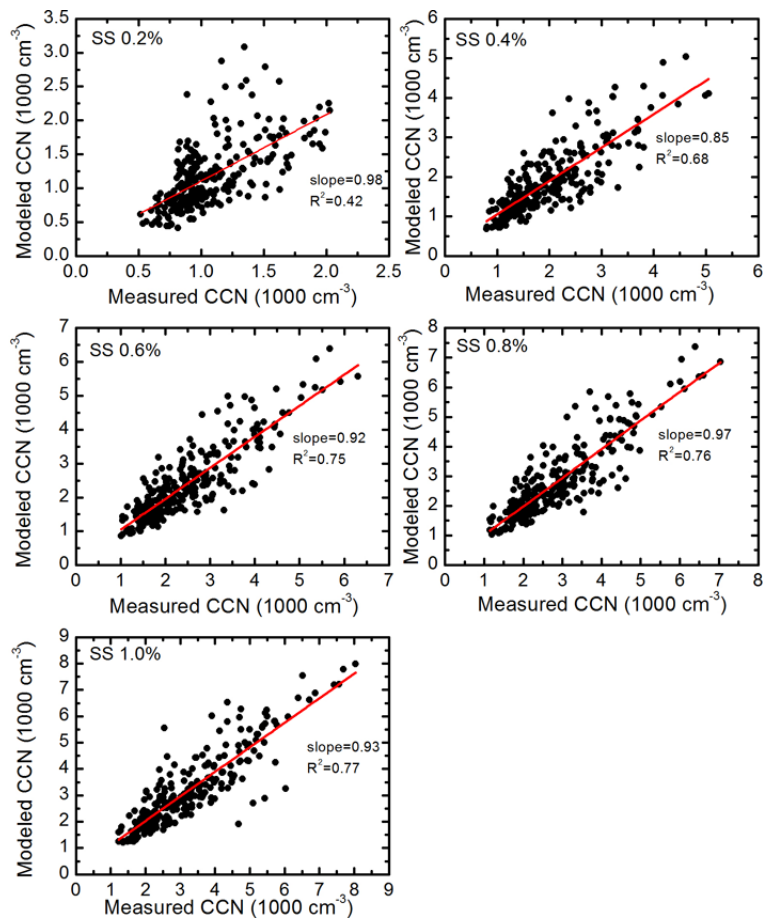 SS 0.2%
Modeled CCN (1000 cm⁻³)
3.5
3.0
2.5
2.0
1.5
1.0
0.5
0.0
slope=0.98
R²=0.42
0.0 0.5 1.0 1.5 2.0 2.5
Measured CCN (1000 cm⁻³)
SS 0.4%
Modeled CCN (1000 cm⁻³)
6
5
4
3
2
1
0
slope=0.85
R²=0.68
0 1 2 3 4 5 6
Measured CCN (1000 cm⁻³)
SS 0.6%
Modeled CCN (1000 cm⁻³)
7
6
5
4
3
2
1
0
slope=0.92
R²=0.75
0 1 2 3 4 5 6 7
Measured CCN (1000 cm⁻³)
SS 0.8%
Modeled CCN (1000 cm⁻³)
8
7
6
5
4
3
2
1
0
slope=0.97
R²=0.76
0 1 2 3 4 5 6 7 8
Measured CCN (1000 cm⁻³)
SS 1.0%
Modeled CCN (1000 cm⁻³)
9
8
7
6
5
4
3
2
1
0
slope=0.93
R²=0.77
0 1 2 3 4 5 6 7 8 9
Measured CCN (1000 cm⁻³)